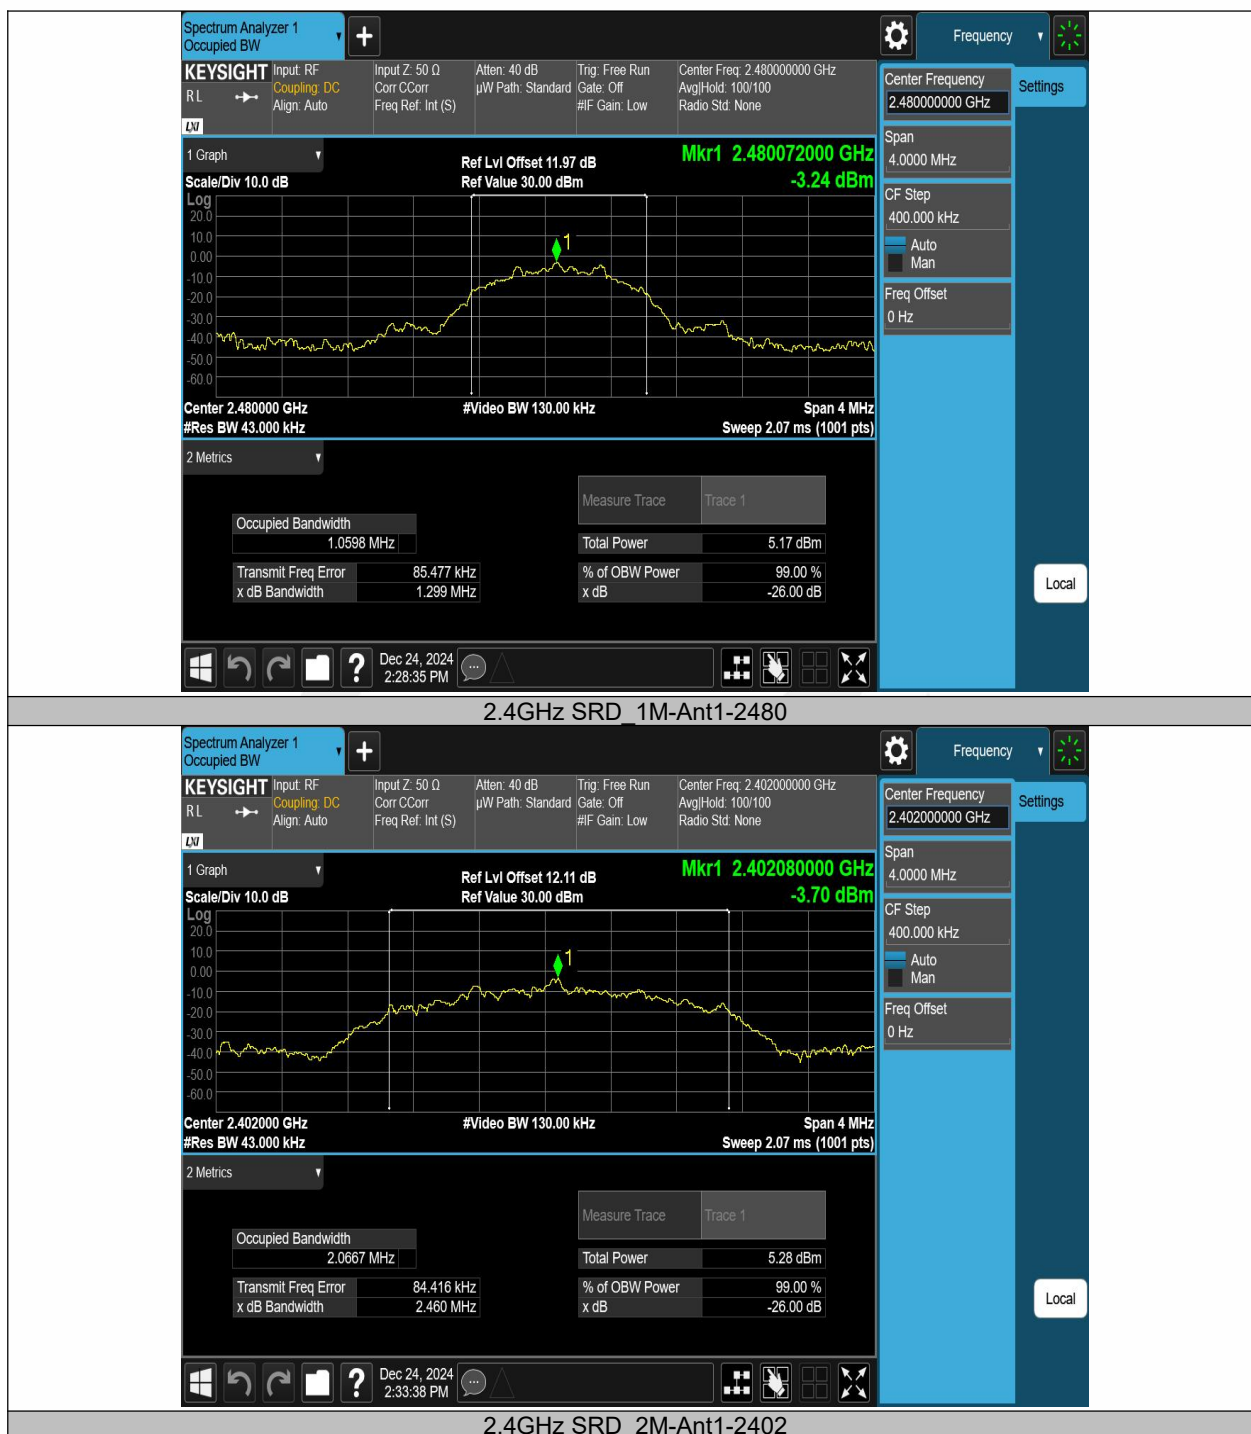 Spectrum Analyzer 1
Occupied BW
Frequency
KEYSIGHT
RL
LXI
Input: RF
Coupling: DC
Align: Auto
Input Z: 50 Ω
Corr CCorr
Freq Ref: Int (S)
Atten: 40 dB
µW Path: Standard
Trig: Free Run
Gate: Off
#IF Gain: Low
Center Freq: 2.480000000 GHz
Avg|Hold: 100/100
Radio Std: None
Center Frequency
2.480000000 GHz
Settings
Span
4.0000 MHz
CF Step
400.000 kHz
Auto
Man
Freq Offset
0 Hz
Local
1 Graph
Scale/Div 10.0 dB
Ref Lvl Offset 11.97 dB
Ref Value 30.00 dBm
Mkr1 2.480072000 GHz
-3.24 dBm
Log
20.0
10.0
0.00
-10.0
-20.0
-30.0
-40.0
-50.0
-60.0
1
Center 2.480000 GHz
#Res BW 43.000 kHz
#Video BW 130.00 kHz
Span 4 MHz
Sweep 2.07 ms (1001 pts)
2 Metrics
Measure Trace Trace 1
Occupied Bandwidth
1.0598 MHz
Total Power 5.17 dBm
Transmit Freq Error 85.477 kHz
% of OBW Power 99.00 %
x dB Bandwidth 1.299 MHz
x dB -26.00 dB
?
Dec 24, 2024
2:28:35 PM
2.4GHz SRD_1M-Ant1-2480
Spectrum Analyzer 1
Occupied BW
Frequency
KEYSIGHT
RL
LXI
Input: RF
Coupling: DC
Align: Auto
Input Z: 50 Ω
Corr CCorr
Freq Ref: Int (S)
Atten: 40 dB
µW Path: Standard
Trig: Free Run
Gate: Off
#IF Gain: Low
Center Freq: 2.402000000 GHz
Avg|Hold: 100/100
Radio Std: None
Center Frequency
2.402000000 GHz
Settings
Span
4.0000 MHz
CF Step
400.000 kHz
Auto
Man
Freq Offset
0 Hz
Local
1 Graph
Scale/Div 10.0 dB
Ref Lvl Offset 12.11 dB
Ref Value 30.00 dBm
Mkr1 2.402080000 GHz
-3.70 dBm
Log
20.0
10.0
0.00
-10.0
-20.0
-30.0
-40.0
-50.0
-60.0
1
Center 2.402000 GHz
#Res BW 43.000 kHz
#Video BW 130.00 kHz
Span 4 MHz
Sweep 2.07 ms (1001 pts)
2 Metrics
Measure Trace Trace 1
Occupied Bandwidth
2.0667 MHz
Total Power 5.28 dBm
Transmit Freq Error 84.416 kHz
% of OBW Power 99.00 %
x dB Bandwidth 2.460 MHz
x dB -26.00 dB
?
Dec 24, 2024
2:33:38 PM
2.4GHz SRD_2M-Ant1-2402